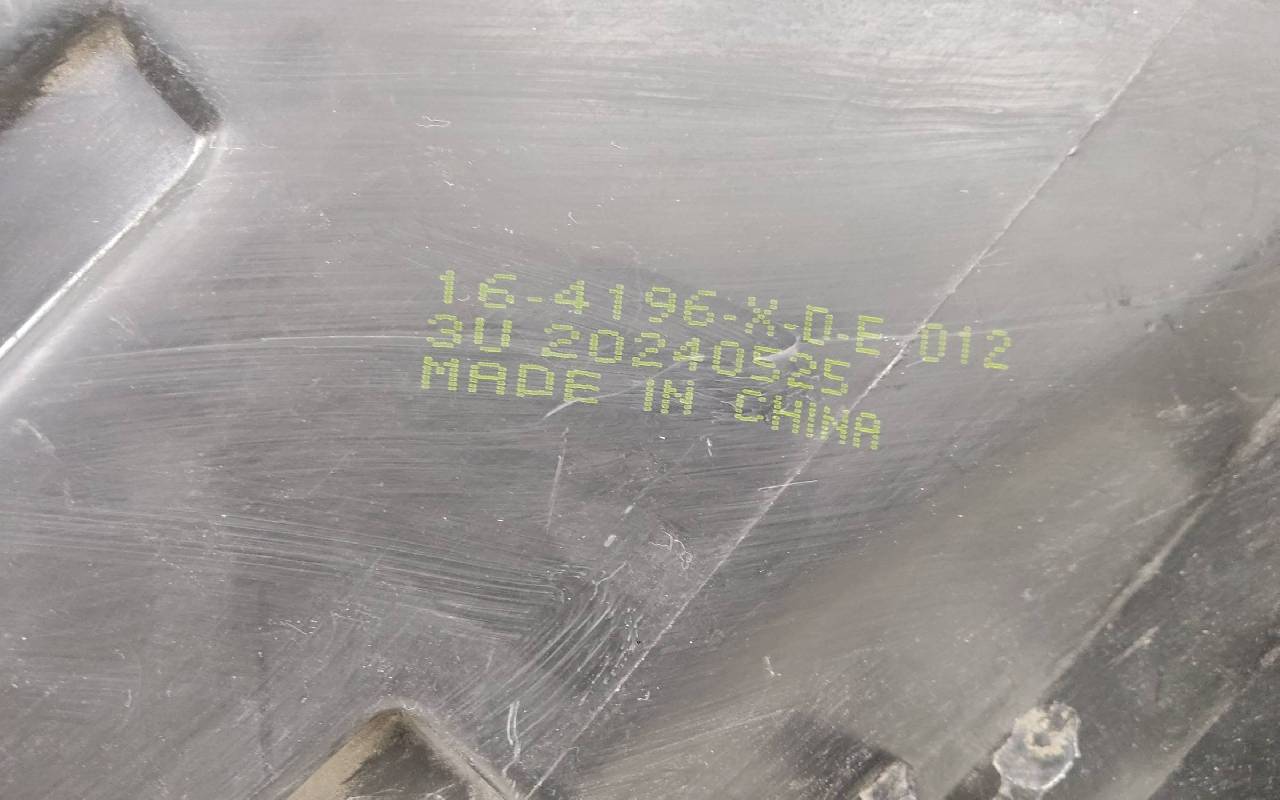 16-4196-X-D-E 012
3U 20240525
MADE IN CHINA